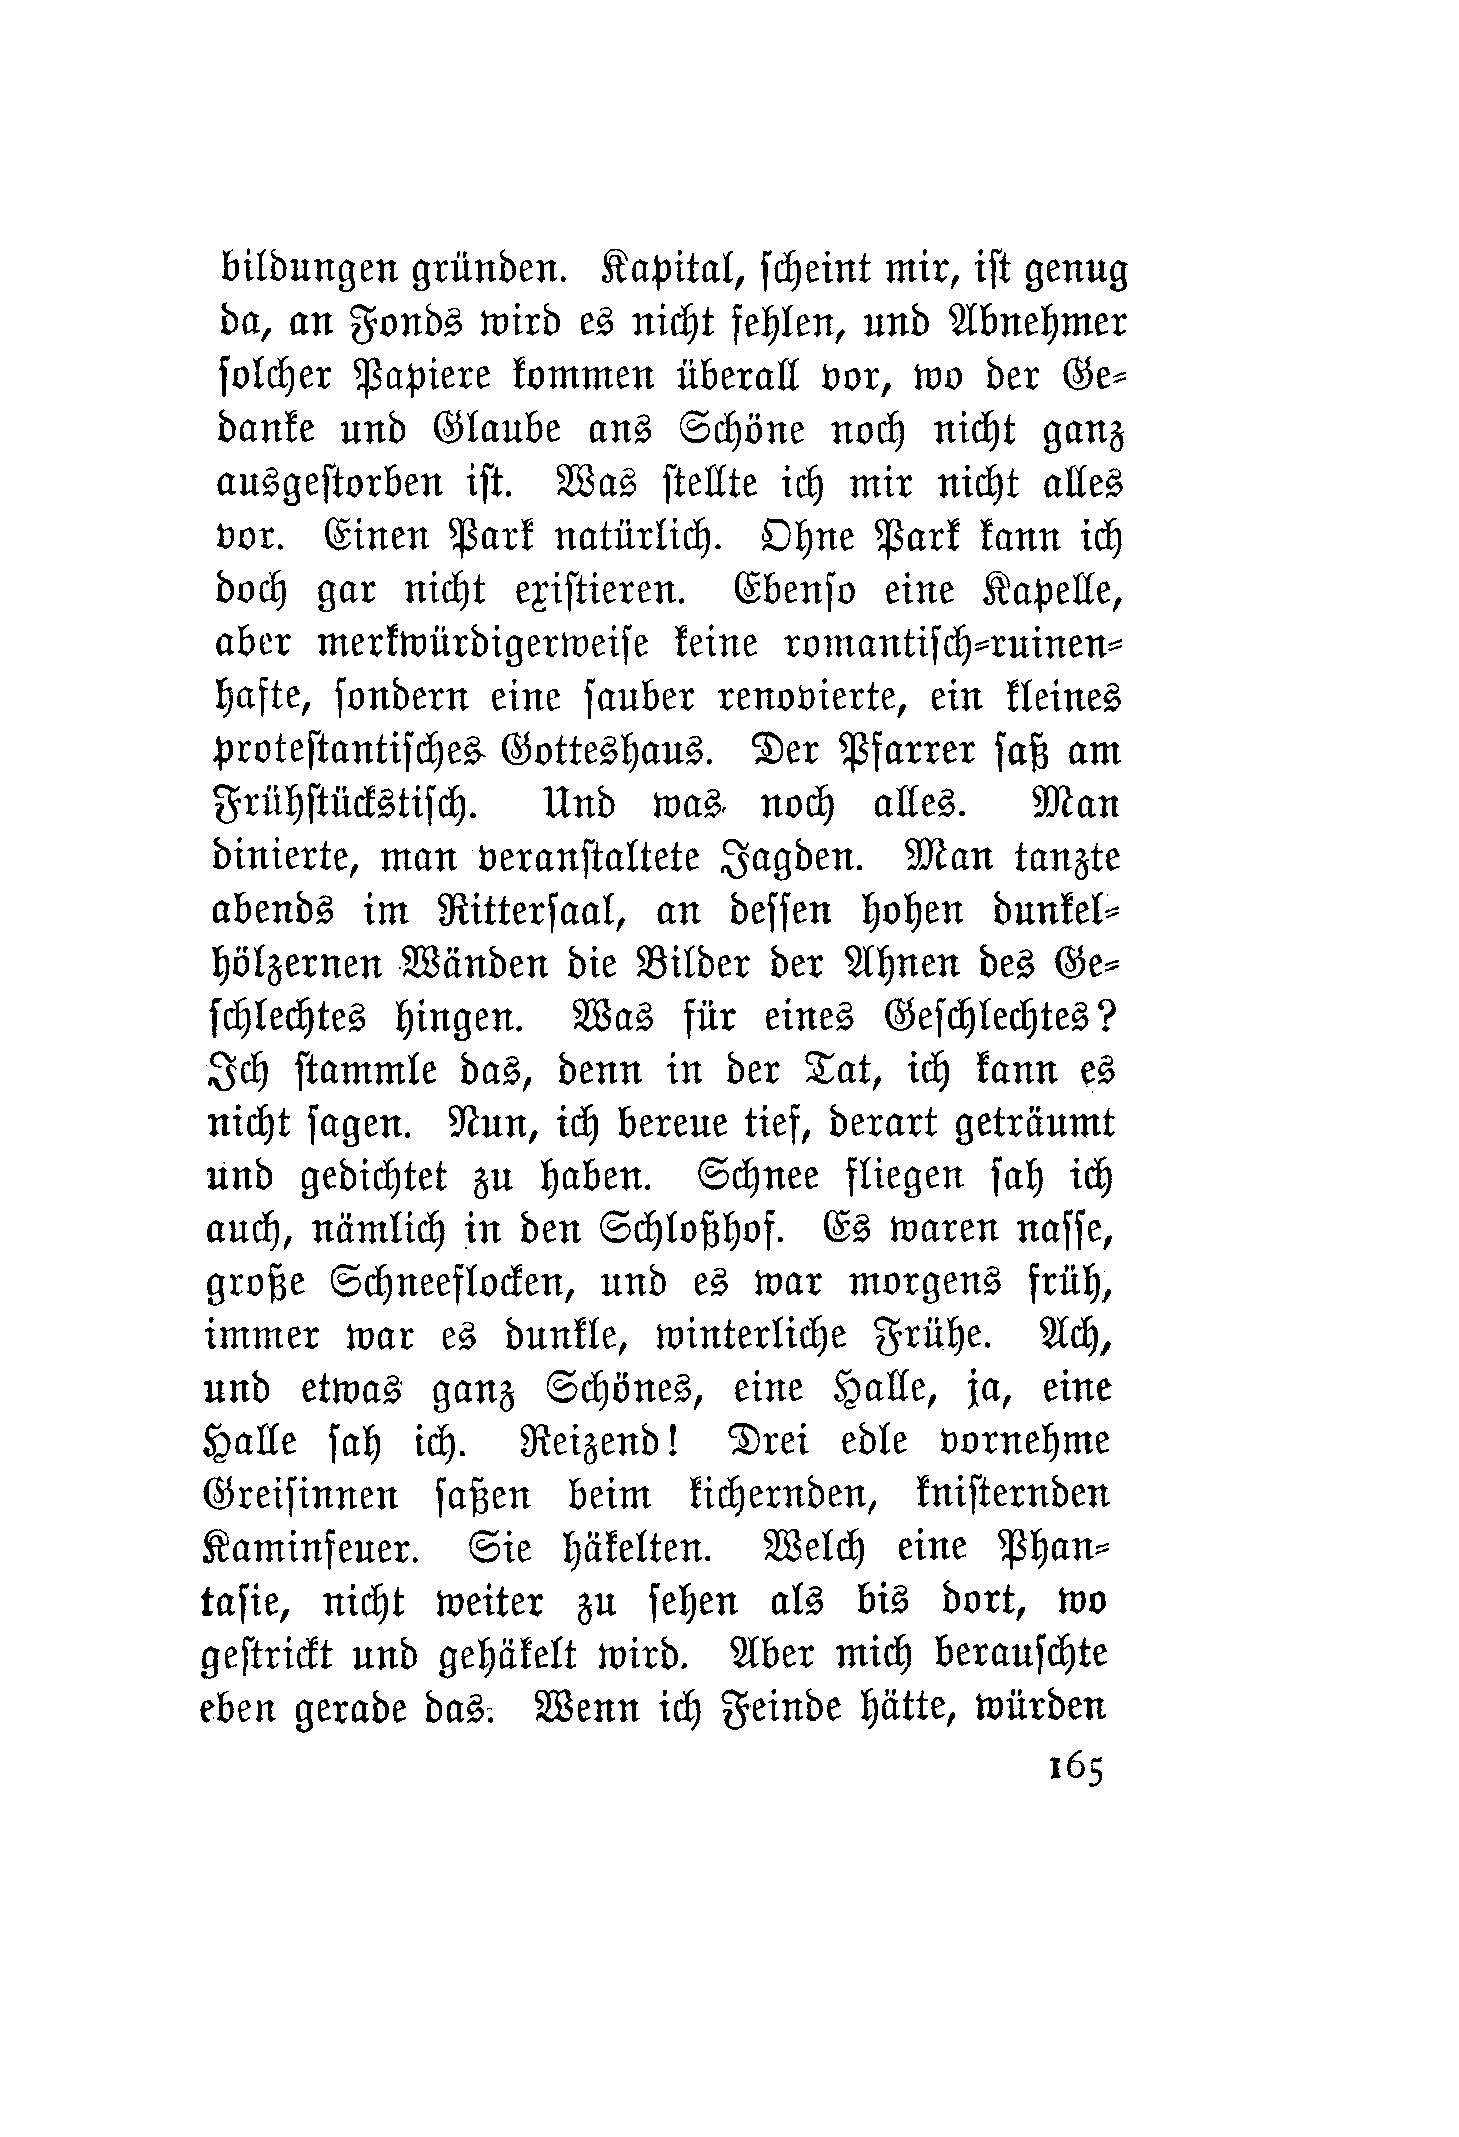 bildungen gründen. Kapital, ſcheint mir, iſt genug
da, an Fonds wird es nicht fehlen, und Abnehmer
ſolcher Papiere kommen überall vor, wo der Ge-
danke und Glaube ans Schöne noch nicht ganz
ausgeſtorben iſt. Was ſtellte ich mir nicht alles
vor. Einen Park natürlich. Ohne Park kann ich
doch gar nicht exiſtieren. Ebenſo eine Kapelle,
aber merkwürdigerweiſe keine romantiſch-ruinen-
hafte, ſondern eine ſauber renovierte, ein kleines
proteſtantiſches Gotteshaus. Der Pfarrer ſaß am
Frühſtückstiſch. Und was noch alles. Man
dinierte, man veranſtaltete Jagden. Man tanzte
abends im Ritterſaal, an deſſen hohen dunkel-
hölzernen Wänden die Bilder der Ahnen des Ge-
ſchlechtes hingen. Was für eines Geſchlechtes?
Ich ſtammle das, denn in der Tat, ich kann es
nicht ſagen. Nun, ich bereue tief, derart geträumt
und gedichtet zu haben. Schnee fliegen ſah ich
auch, nämlich in den Schloßhof. Es waren naſſe,
große Schneeflocken, und es war morgens früh,
immer war es dunkle, winterliche Frühe. Ach,
und etwas ganz Schönes, eine Halle, ja, eine
Halle ſah ich. Reizend! Drei edle vornehme
Greiſinnen ſaßen beim kichernden, kniſternden
Kaminfeuer. Sie häkelten. Welch eine Phan-
taſie, nicht weiter zu ſehen als bis dort, wo
geſtrickt und gehäkelt wird. Aber mich berauſchte
eben gerade das. Wenn ich Feinde hätte, würden
165